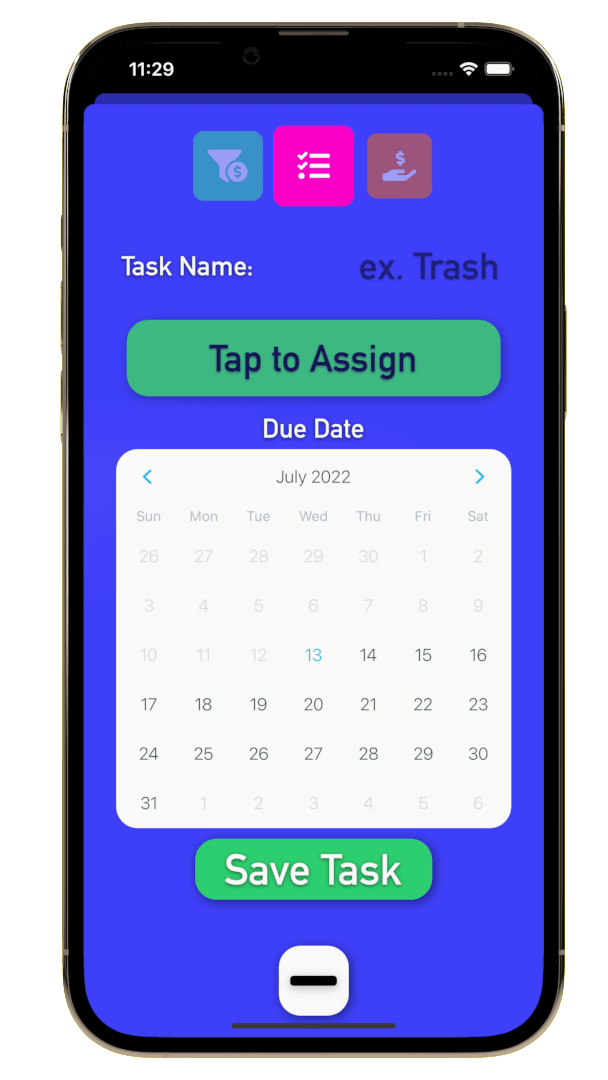 11:29
$
$
Task Name: ex. Trash
Tap to Assign
Due Date
July 2022
Sun Mon Tue Wed Thu Fri Sat
26 27 28 29 30 1 2
3 4 5 6 7 8 9
10 11 12 13 14 15 16
17 18 19 20 21 22 23
24 25 26 27 28 29 30
31 1 2 3 4 5 6
Save Task